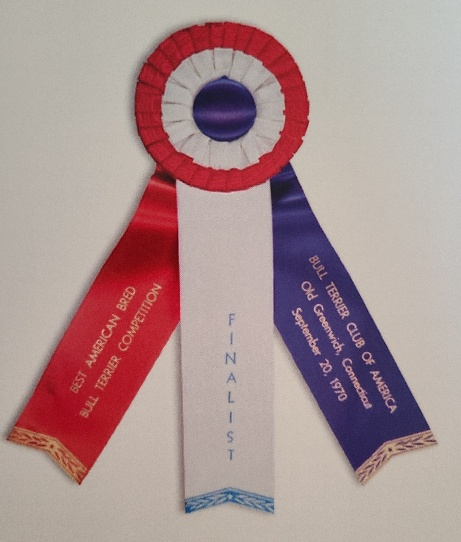 BEST AMERICAN BRED
BULL TERRIER COMPETITION
FINALIST
BULL TERRIER CLUB OF AMERICA
Old Greenwich, Connecticut
September 20, 1970